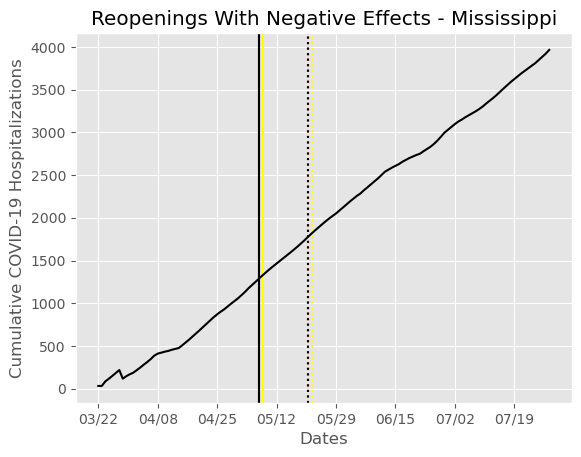 Reopenings With Negative Effects - Mississippi
Cumulative COVID-19 Hospitalizations
4000
3500
3000
2500
2000
1500
1000
500
0
03/22 04/08 04/25 05/12 05/29 06/15 07/02 07/19
Dates